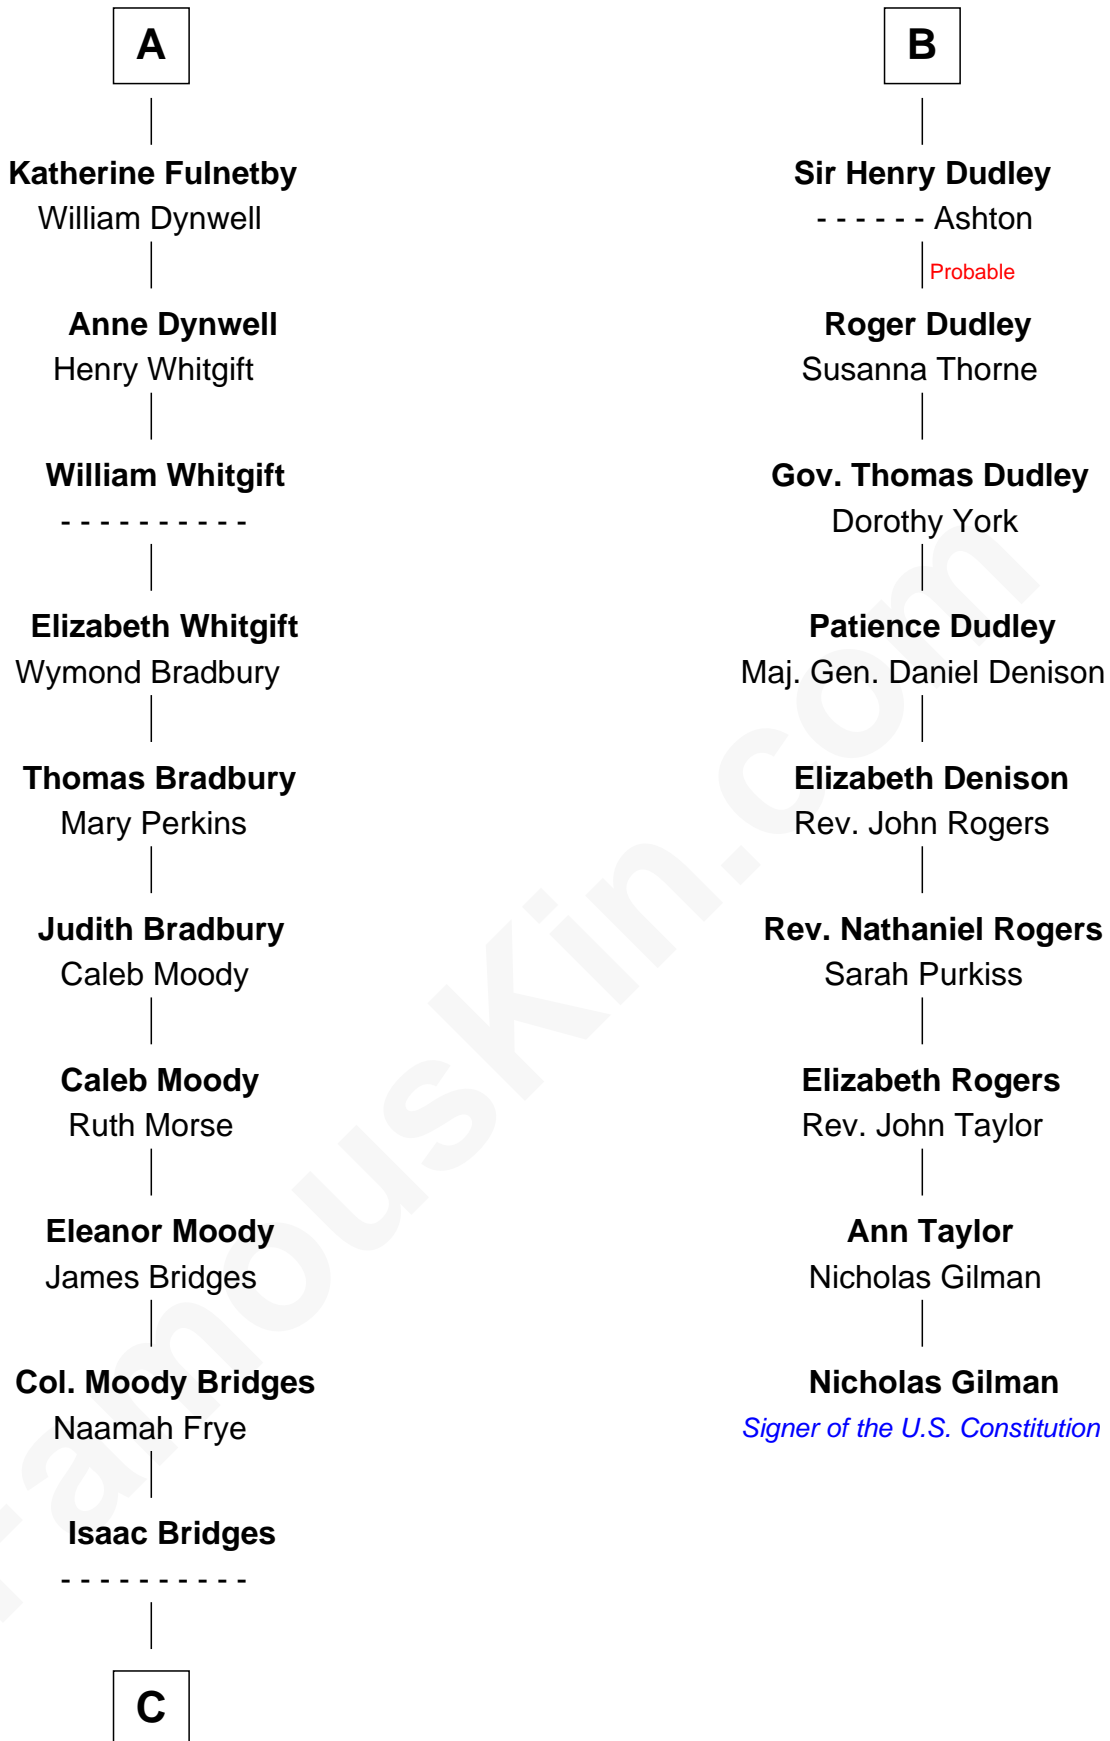 A
Katherine Fulnetby
William Dynwell
Anne Dynwell
Henry Whitgift
William Whitgift
- - - - - - - - - -
Elizabeth Whitgift
Wymond Bradbury
Thomas Bradbury
Mary Perkins
Judith Bradbury
Caleb Moody
Caleb Moody
Ruth Morse
Eleanor Moody
James Bridges
Col. Moody Bridges
Naamah Frye
Isaac Bridges
- - - - - - - - - -
C
B
Sir Henry Dudley
- - - - - - Ashton
Probable
Roger Dudley
Susanna Thorne
Gov. Thomas Dudley
Dorothy York
Patience Dudley
Maj. Gen. Daniel Denison
Elizabeth Denison
Rev. John Rogers
Rev. Nathaniel Rogers
Sarah Purkiss
Elizabeth Rogers
Rev. John Taylor
Ann Taylor
Nicholas Gilman
Nicholas Gilman
Signer of the U.S. Constitution
FamousKin.com